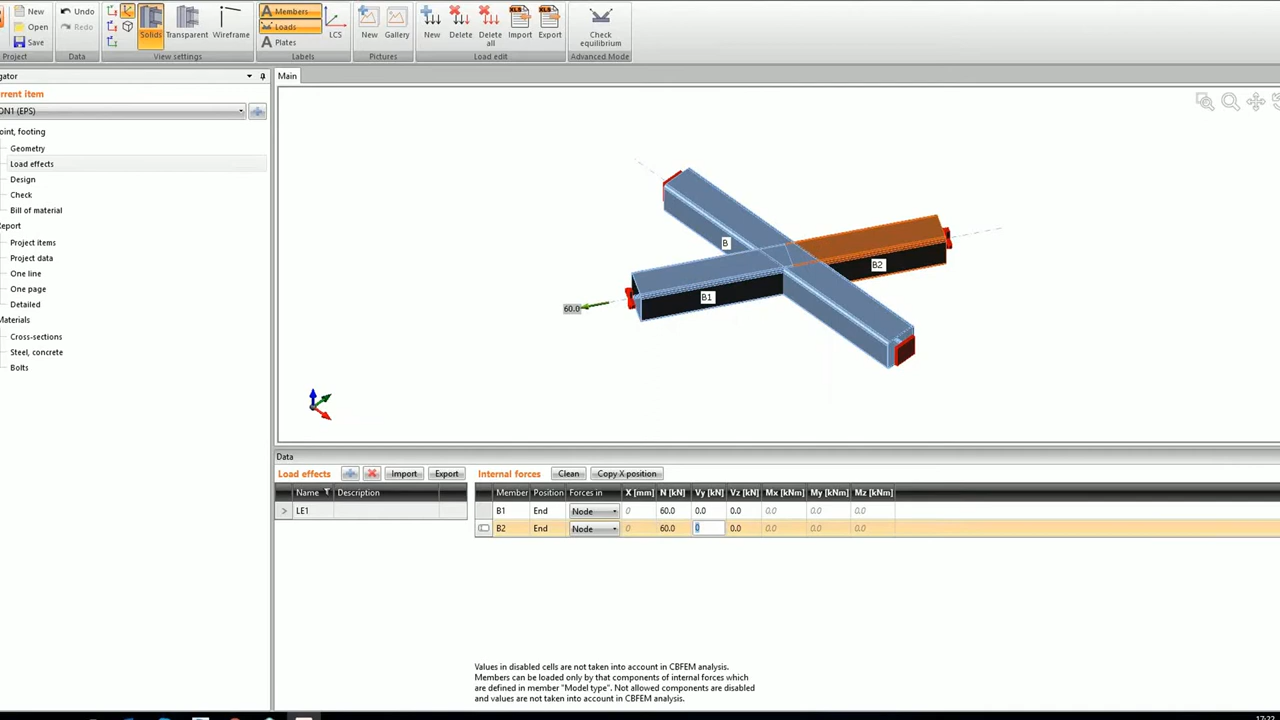 New
Open
Save
Project
Undo
Redo
Data
Solids
Transparent
Wireframe
View settings
Members
Loads
Plates
LCS
Labels
New
Gallery
Pictures
New
Delete
Delete all
Import
Export
Load edit
Check equilibrium
Advanced Mode
gator
rrent item
ON1 (EPS)
oint, footing
Geometry
Load effects
Design
Check
Bill of material
Report
Project items
Project data
One line
One page
Detailed
Materials
Cross-sections
Steel, concrete
Bolts
Main
B
B2
B1
60.0
Data
Load effects Import Export
Name Description
> LE1
Internal forces Clean Copy X position
Member Position Forces in X [mm] N [kN] Vy [kN] Vz [kN] Mx [kNm] My [kNm] Mz [kNm]
B1 End Node 0 60.0 0.0 0.0 0.0 0.0 0.0
B2 End Node 0 60.0 0 0.0 0.0 0.0 0.0
Values in disabled cells are not taken into account in CBFEM analysis.
Members can be loaded only by that components of internal forces which
are defined in member "Model type". Not allowed components are disabled
and values are not taken into account in CBFEM analysis.